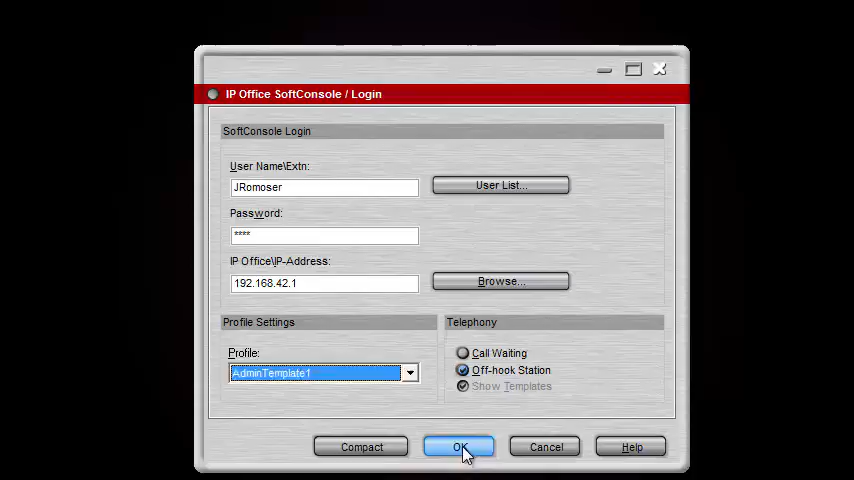 IP Office SoftConsole / Login
SoftConsole Login
User Name\Extn:
JRomoser
User List...
Password:
****
IP Office\IP-Address:
192.168.42.1
Browse...
Profile Settings
Telephony
Profile:
AdminTemplate1
Call Waiting
Off-hook Station
Show Templates
Compact
OK
Cancel
Help